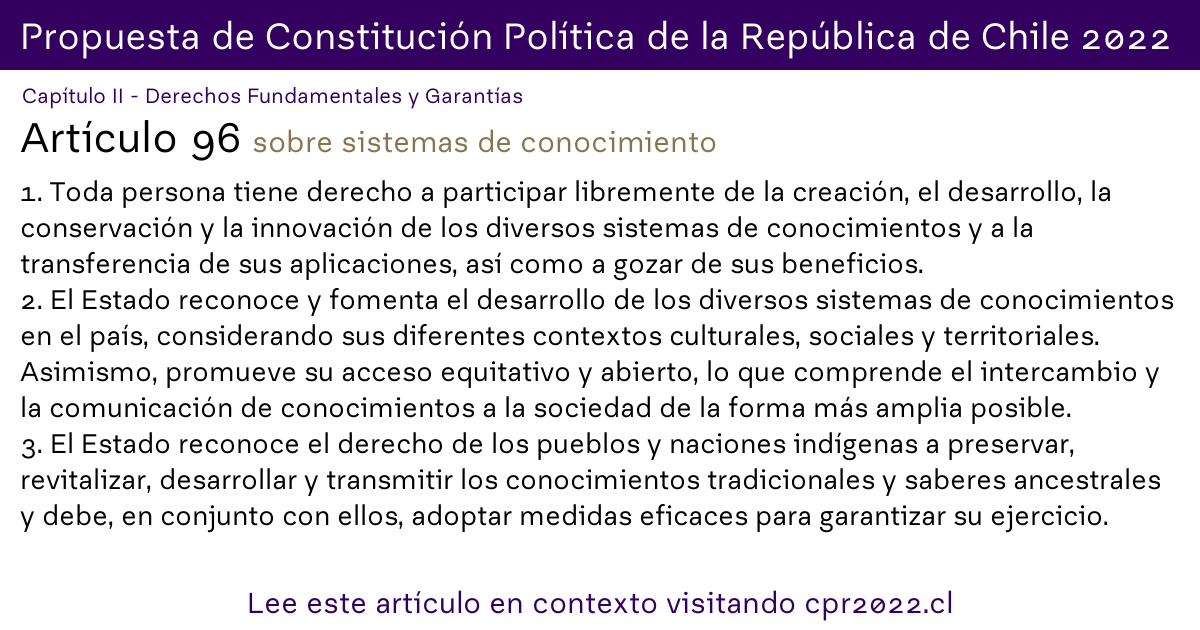 Propuesta de Constitución Política de la República de Chile 2022
Capítulo II - Derechos Fundamentales y Garantías
Artículo 96 sobre sistemas de conocimiento
1. Toda persona tiene derecho a participar libremente de la creación, el desarrollo, la
conservación y la innovación de los diversos sistemas de conocimientos y a la
transferencia de sus aplicaciones, así como a gozar de sus beneficios.
2. El Estado reconoce y fomenta el desarrollo de los diversos sistemas de conocimientos
en el país, considerando sus diferentes contextos culturales, sociales y territoriales.
Asimismo, promueve su acceso equitativo y abierto, lo que comprende el intercambio y
la comunicación de conocimientos a la sociedad de la forma más amplia posible.
3. El Estado reconoce el derecho de los pueblos y naciones indígenas a preservar,
revitalizar, desarrollar y transmitir los conocimientos tradicionales y saberes ancestrales
y debe, en conjunto con ellos, adoptar medidas eficaces para garantizar su ejercicio.
Lee este artículo en contexto visitando cpr2022.cl